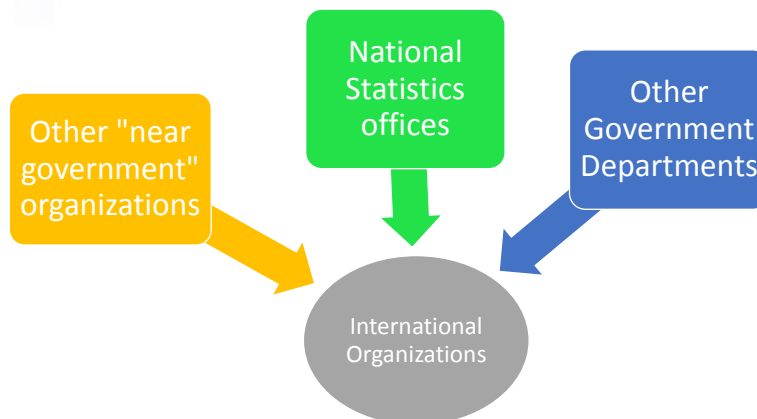 National
Statistics
offices
Other "near
government"
organizations
Other
Government
Departments
International
Organizations